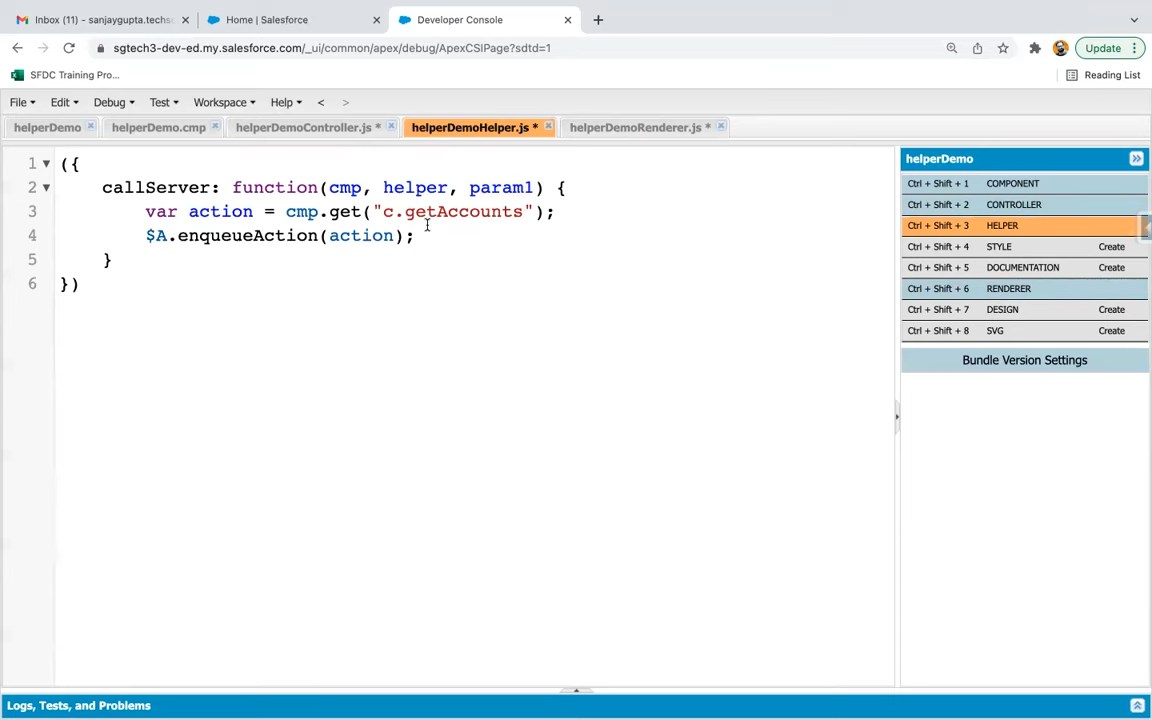 Inbox (11) - sanjaygupta.techsc
Home | Salesforce
Developer Console
sgtech3-dev-ed.my.salesforce.com/_ui/common/apex/debug/ApexCSIPage?sdtd=1
Update
SFDC Training Pro...
Reading List
File Edit Debug Test Workspace Help < >
helperDemo
helperDemo.cmp
helperDemoController.js *
helperDemoHelper.js *
helperDemoRenderer.js *
1 ({
2 callServer: function(cmp, helper, param1) {
3 var action = cmp.get("c.getAccounts");
4 $A.enqueueAction(action);
5 }
6 })
helperDemo
Ctrl + Shift + 1 COMPONENT
Ctrl + Shift + 2 CONTROLLER
Ctrl + Shift + 3 HELPER
Ctrl + Shift + 4 STYLE Create
Ctrl + Shift + 5 DOCUMENTATION Create
Ctrl + Shift + 6 RENDERER
Ctrl + Shift + 7 DESIGN Create
Ctrl + Shift + 8 SVG Create
Bundle Version Settings
Logs, Tests, and Problems